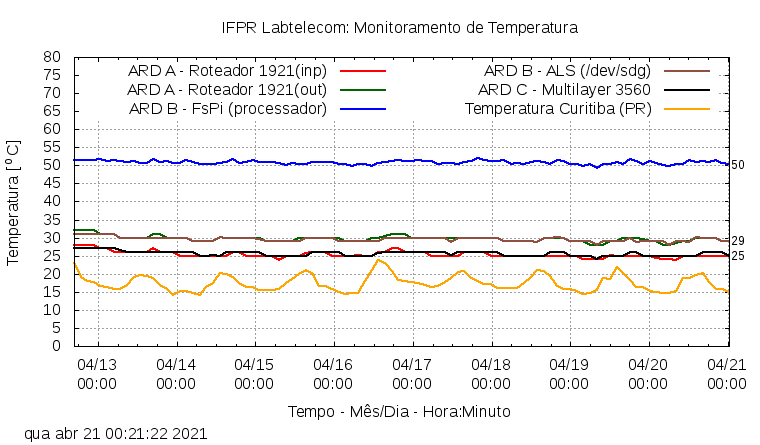 IFPR Labtelecom: Monitoramento de Temperatura
ARD A - Roteador 1921(inp)
ARD A - Roteador 1921(out)
ARD B - FsPi (processador)
ARD B - ALS (/dev/sdg)
ARD C - Multilayer 3560
Temperatura Curitiba (PR)
Temperatura [ºC]
80
75
70
65
60
55
50
45
40
35
30
25
20
15
10
5
0
50
29
25
04/13 04/14 04/15 04/16 04/17 04/18 04/19 04/20 04/21
00:00 00:00 00:00 00:00 00:00 00:00 00:00 00:00 00:00
Tempo - Mês/Dia - Hora:Minuto
qua abr 21 00:21:22 2021